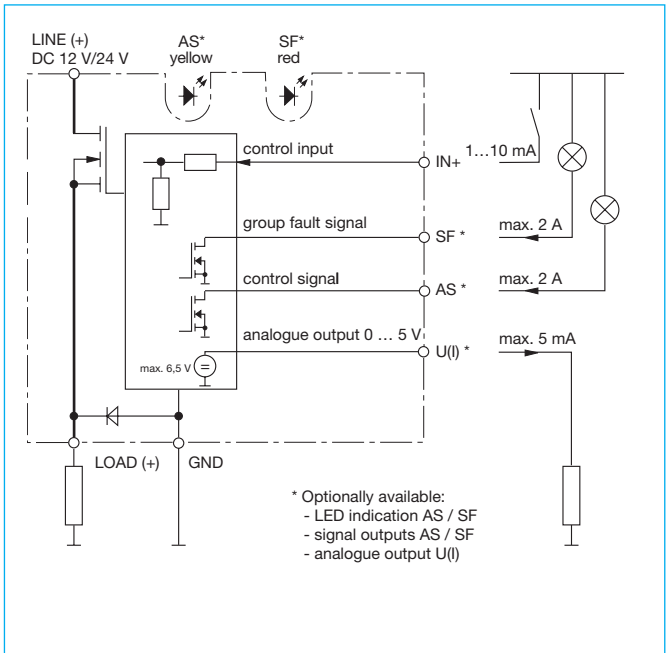 LINE (+)
DC 12 V/24 V
AS*
yellow
SF*
red
control input
IN+
1...10 mA
group fault signal
SF *
max. 2 A
control signal
AS *
max. 2 A
analogue output 0 ... 5 V
U(I) *
max. 5 mA
max. 6,5 V
=
LOAD (+)
GND
* Optionally available:
- LED indication AS / SF
- signal outputs AS / SF
- analogue output U(I)